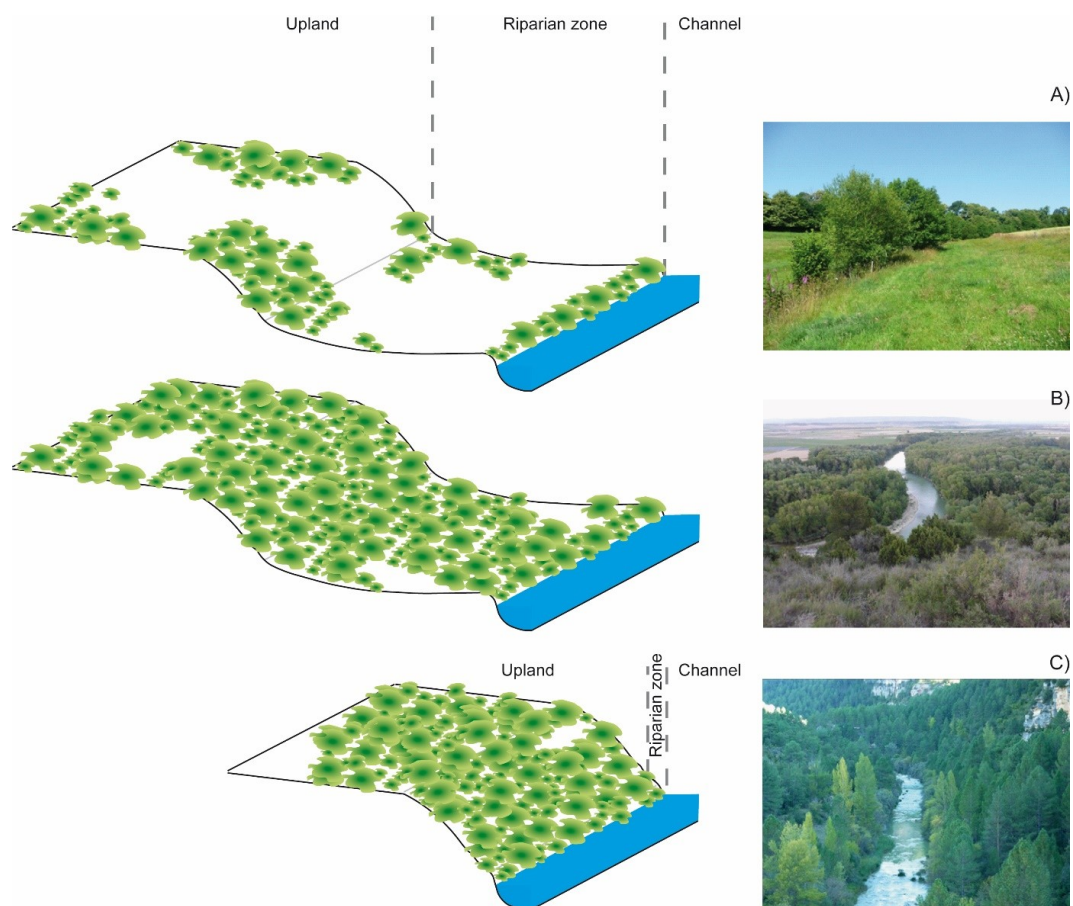 Upland
Riparian zone
Channel
A)
B)
C)
Upland
Riparian zone
Channel